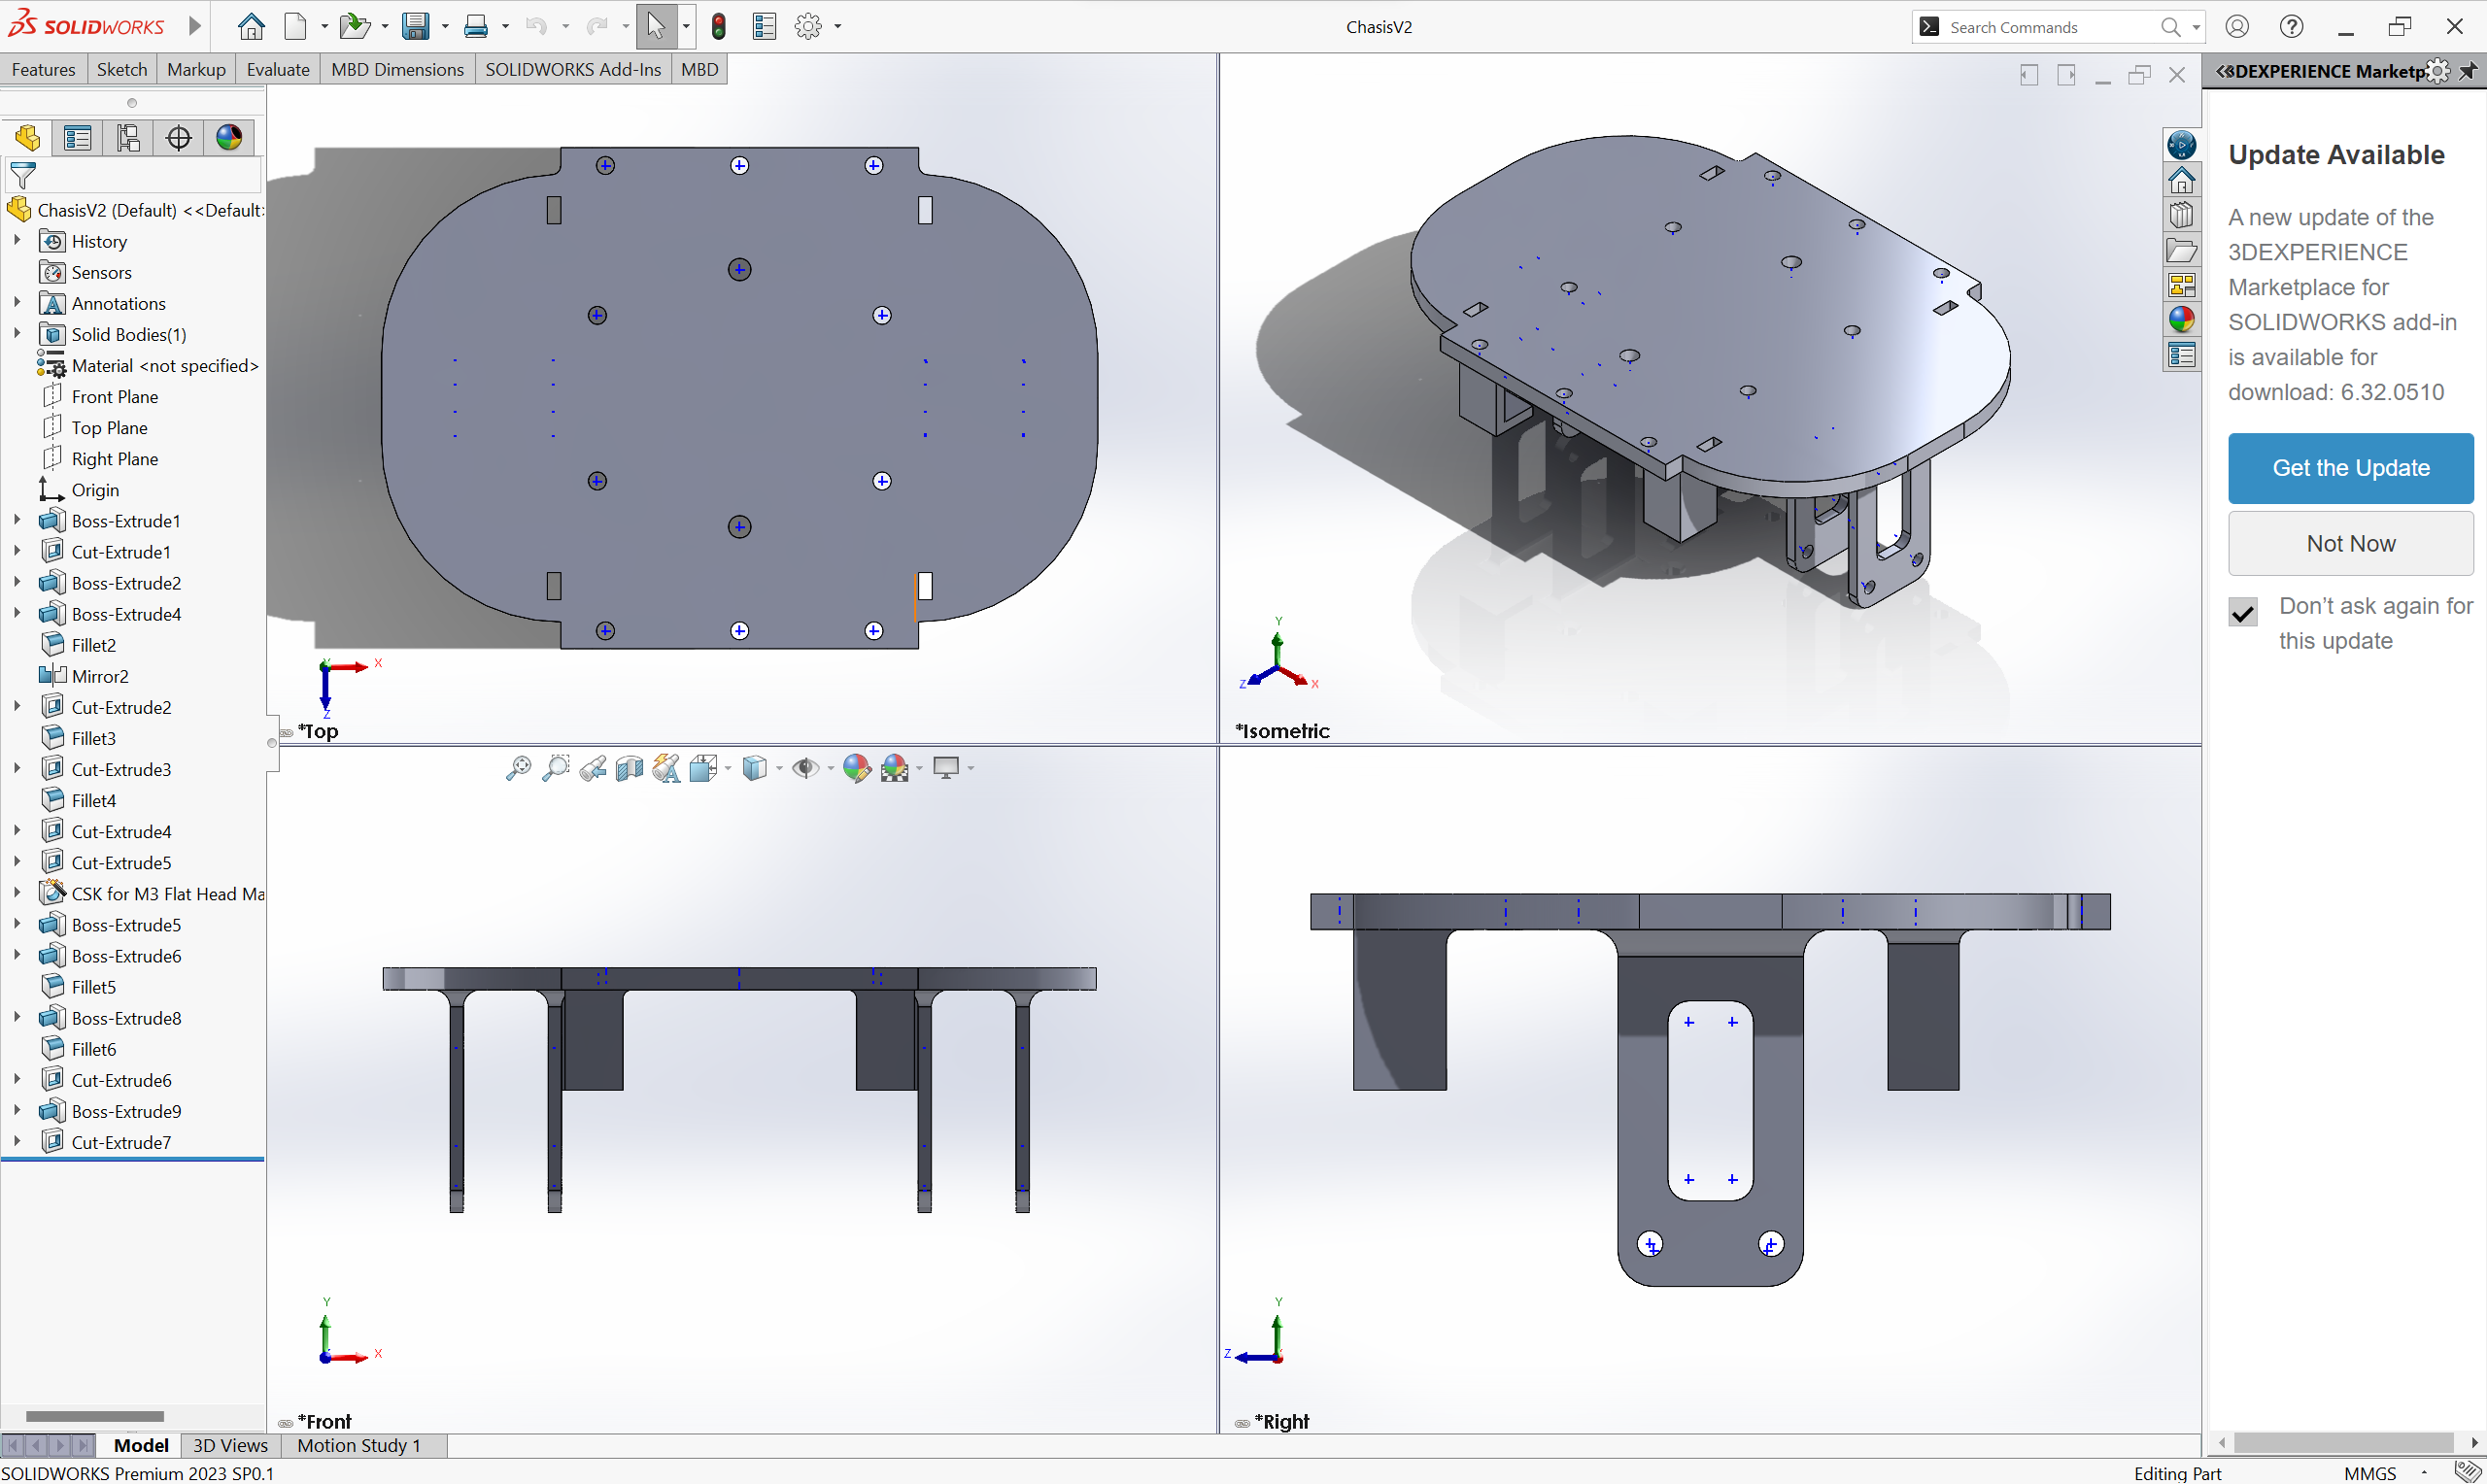 SOLIDWORKS
ChasisV2
Search Commands
Features
Sketch
Markup
Evaluate
MBD Dimensions
SOLIDWORKS Add-Ins
MBD
DEXPERIENCE Marketp
ChasisV2 (Default) <<Default
History
Sensors
Annotations
Solid Bodies(1)
Material <not specified>
Front Plane
Top Plane
Right Plane
Origin
Boss-Extrude1
Cut-Extrude1
Boss-Extrude2
Boss-Extrude4
Fillet2
Mirror2
Cut-Extrude2
Fillet3
Cut-Extrude3
Fillet4
Cut-Extrude4
Cut-Extrude5
CSK for M3 Flat Head Ma
Boss-Extrude5
Boss-Extrude6
Fillet5
Boss-Extrude8
Fillet6
Cut-Extrude6
Boss-Extrude9
Cut-Extrude7
Y
X
Z
*Top
Y
Z
X
*Isometric
Y
X
*Front
Y
Z
*Right
Update Available
A new update of the
3DEXPERIENCE
Marketplace for
SOLIDWORKS add-in
is available for
download: 6.32.0510
Get the Update
Not Now
Don't ask again for
this update
Model
3D Views
Motion Study 1
SOLIDWORKS Premium 2023 SP0.1
Editing Part
MMGS